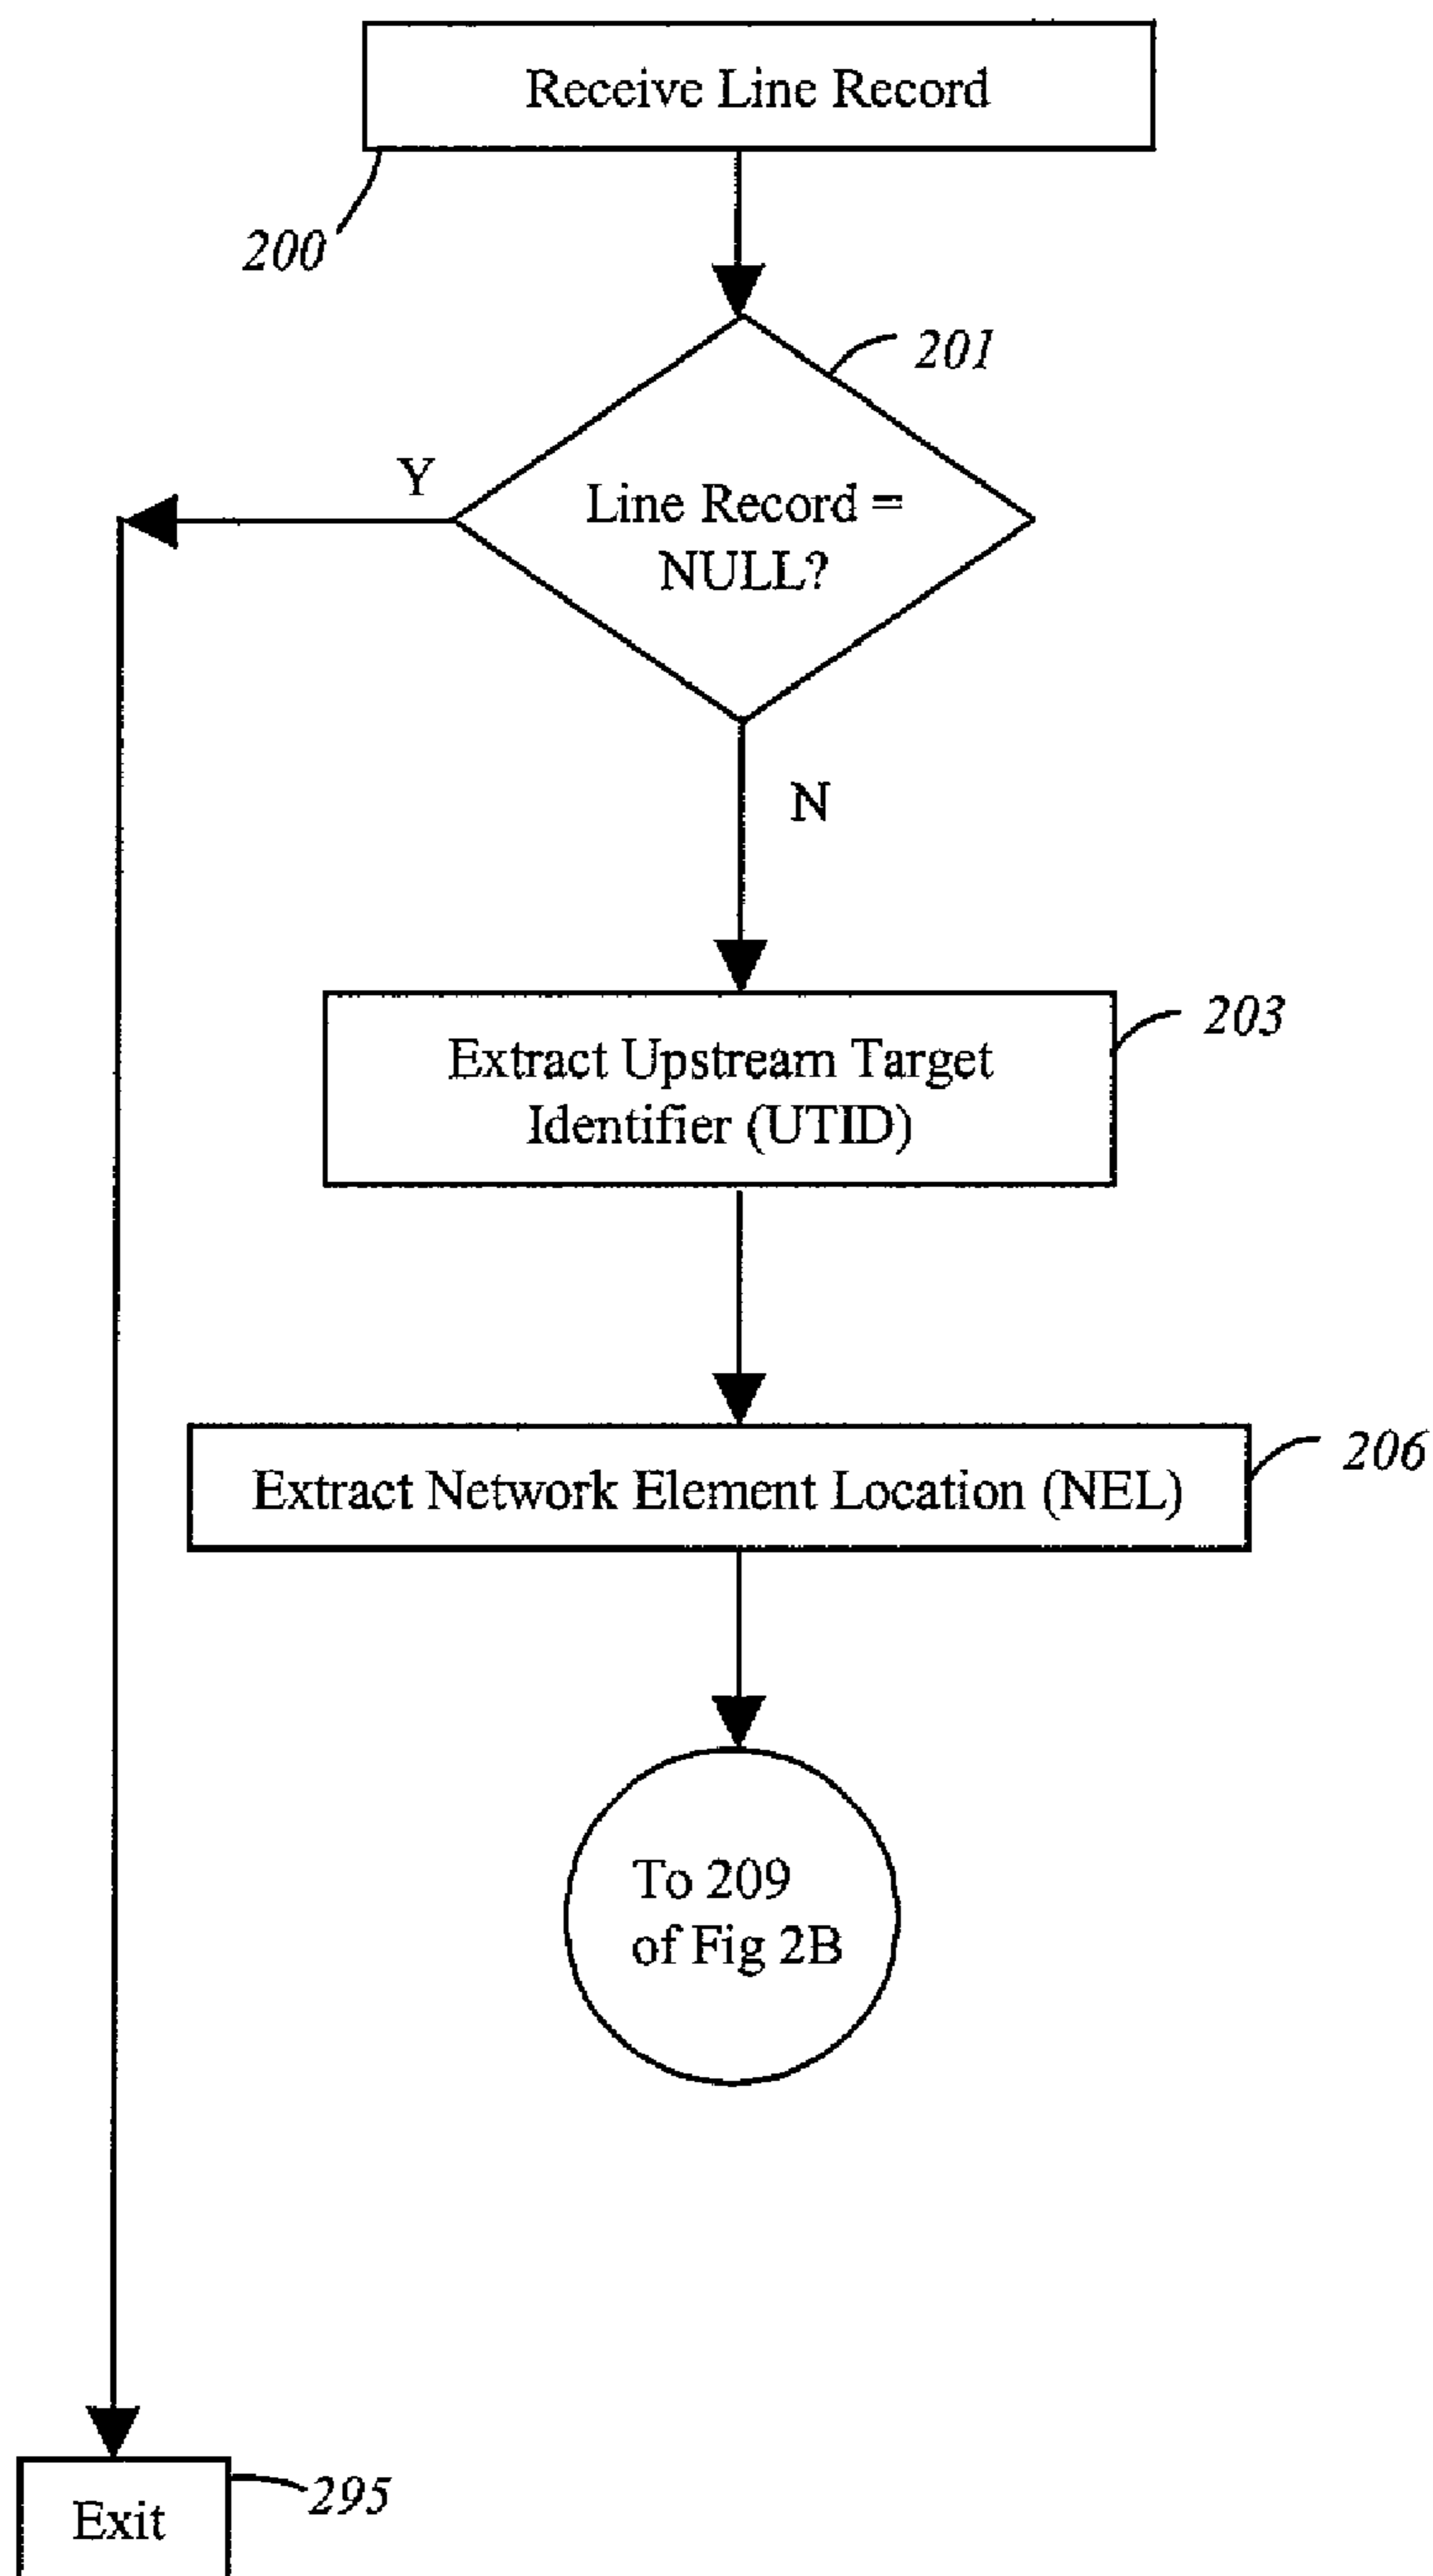 Receive Line Record
200
201
Y
Line Record =
NULL?
N
203
Extract Upstream Target
Identifier (UTID)
206
Extract Network Element Location (NEL)
To 209
of Fig 2B
295
Exit